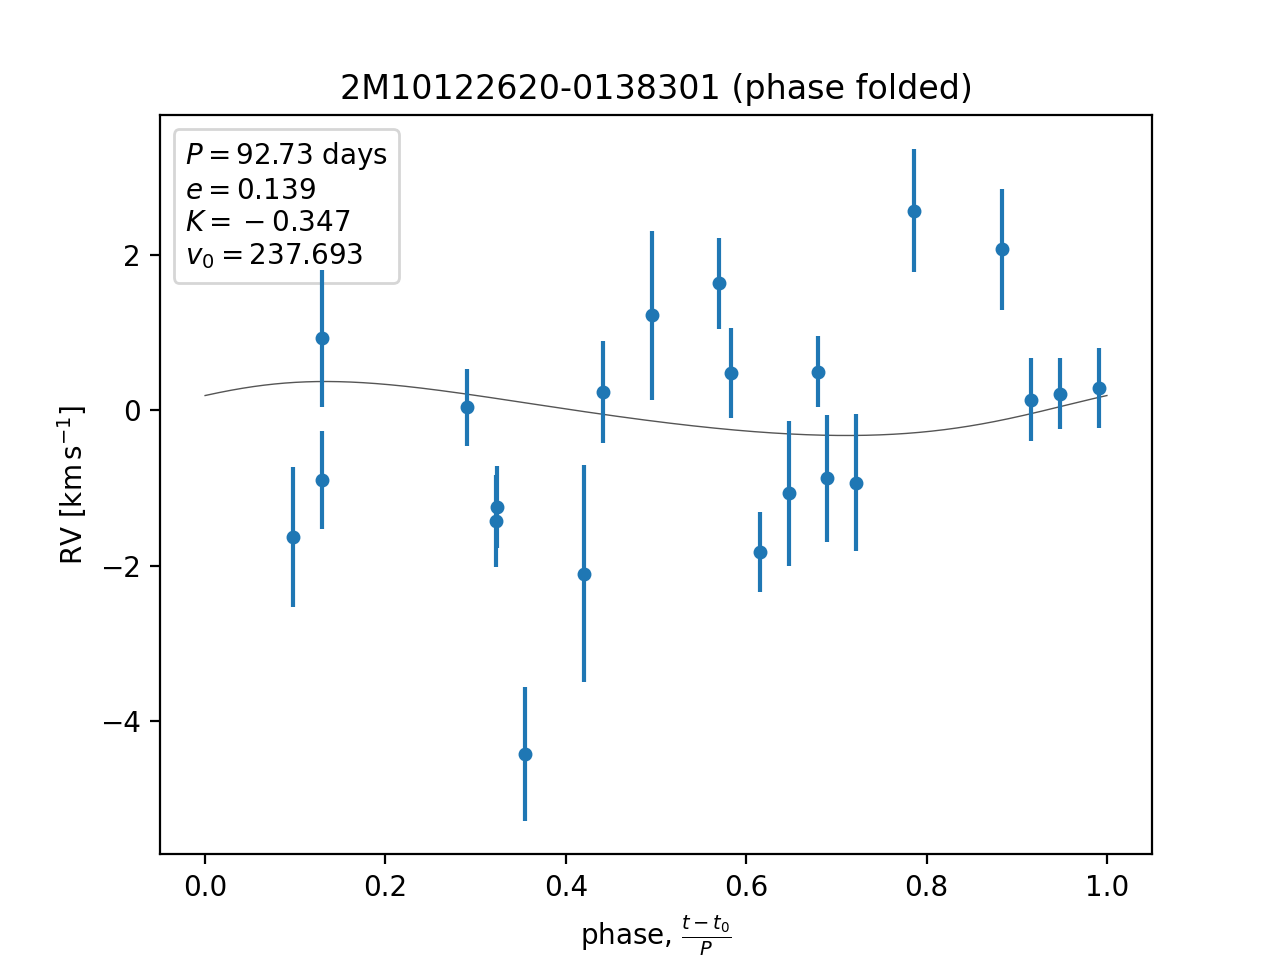 2M10122620-0138301 (phase folded)
P = 92.73 days
e = 0.139
K = −0.347
v₀ = 237.693
RV [km s⁻¹]
2
0
−2
−4
0.0 0.2 0.4 0.6 0.8 1.0
phase, (t − t₀)/P